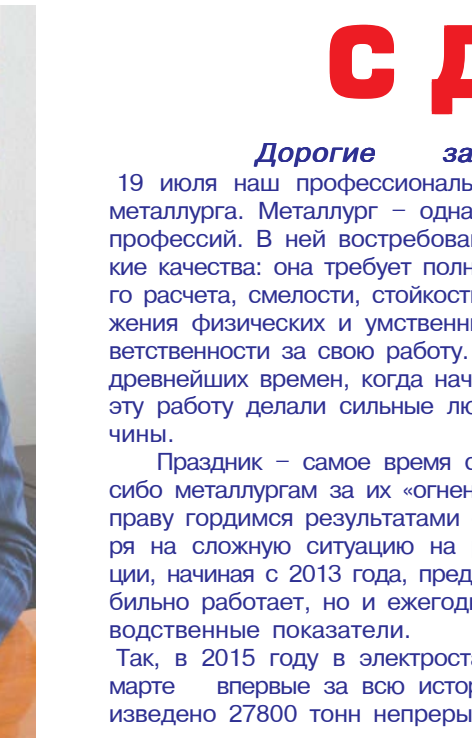 С Д
Дорогие за
19 июля наш профессиональ
металлурга. Металлург – одна
профессий. В ней востребова
кие качества: она требует полн
го расчета, смелости, стойкост
жения физических и умственн
ветственности за свою работу.
древнейших времен, когда нач
эту работу делали сильные лю
чины.
Праздник – самое время с
сибо металлургам за их «огнен
праву гордимся результатами
ря на сложную ситуацию на
ции, начиная с 2013 года, пред
бильно работает, но и ежегод
водственные показатели.
Так, в 2015 году в электроста
марте впервые за всю истор
изведено 27800 тонн непреры